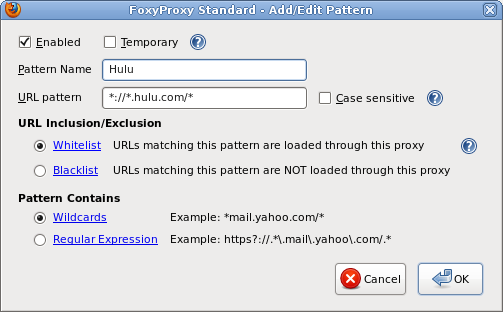 FoxyProxy Standard - Add/Edit Pattern
Enabled Temporary ?
Pattern Name Hulu
URL pattern *://*.hulu.com/* Case sensitive ?
URL Inclusion/Exclusion
Whitelist URLs matching this pattern are loaded through this proxy ?
Blacklist URLs matching this pattern are NOT loaded through this proxy
Pattern Contains
Wildcards Example: *mail.yahoo.com/*
Regular Expression Example: https?://.*\.mail\.yahoo\.com/.*
Cancel OK